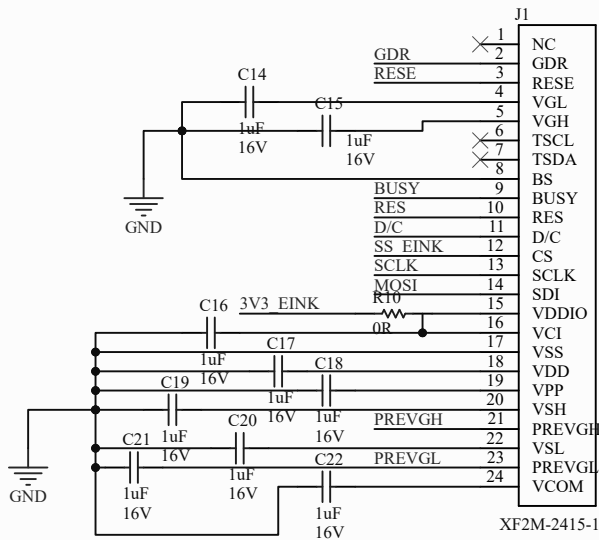 J1
1
NC
GDR
2
GDR
RESE
3
RESE
C14
4
VGL
1uF
16V
C15
5
VGH
1uF
16V
6
TSCL
7
TSDA
8
BS
GND
BUSY
9
BUSY
RES
10
RES
D/C
11
D/C
SS_EINK
12
CS
SCLK
13
SCLK
MOSI
14
SDI
3V3_EINK
R10
0R
15
VDDIO
C16
1uF
16V
16
VCI
17
VSS
C17
1uF
16V
18
VDD
C18
1uF
16V
19
VPP
C19
1uF
16V
20
VSH
PREVGH
21
PREVGH
C20
1uF
16V
22
VSL
C21
1uF
16V
PREVGL
23
PREVGL
C22
1uF
16V
24
VCOM
GND
XF2M-2415-1